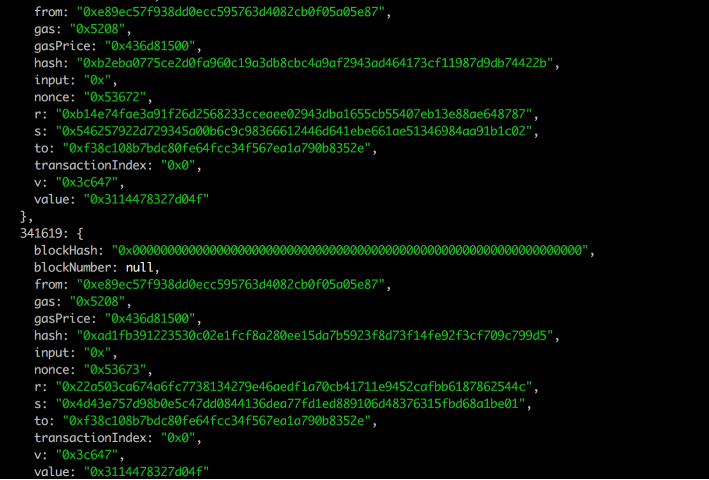 from: "0xe89ec57f938dd0ecc595763d4082cb0f05a05e87",
gas: "0x5208",
gasPrice: "0x436d81500",
hash: "0xb2eba0775ce2d0fa960c19a3db8cbc4a9af2943ad464173cf11987d9db74422b",
input: "0x",
nonce: "0x53672",
r: "0xb14e74fae3a91f26d2568233cceaee02943dba1655cb55407eb13e88ae648787",
s: "0x546257922d729345a00b6c9c98366612446d641ebe661ae51346984aa91b1c02",
to: "0xf38c108b7bdc80fe64fcc34f567ea1a790b8352e",
transactionIndex: "0x0",
v: "0x3c647",
value: "0x3114478327d04f"
},
341619: {
blockHash: "0x0000000000000000000000000000000000000000000000000000000000000000",
blockNumber: null,
from: "0xe89ec57f938dd0ecc595763d4082cb0f05a05e87",
gas: "0x5208",
gasPrice: "0x436d81500",
hash: "0xad1fb391223530c02e1fcf8a280ee15da7b5923f8d73f14fe92f3cf709c799d5",
input: "0x",
nonce: "0x53673",
r: "0x22a503ca674a6fc7738134279e46aedf1a70cb41711e9452cafbb6187862544c",
s: "0x4d43e757d98b0e5c47dd0844136dea77fd1ed889106d48376315fbd68a1be01",
to: "0xf38c108b7bdc80fe64fcc34f567ea1a790b8352e",
transactionIndex: "0x0",
v: "0x3c647",
value: "0x3114478327d04f"